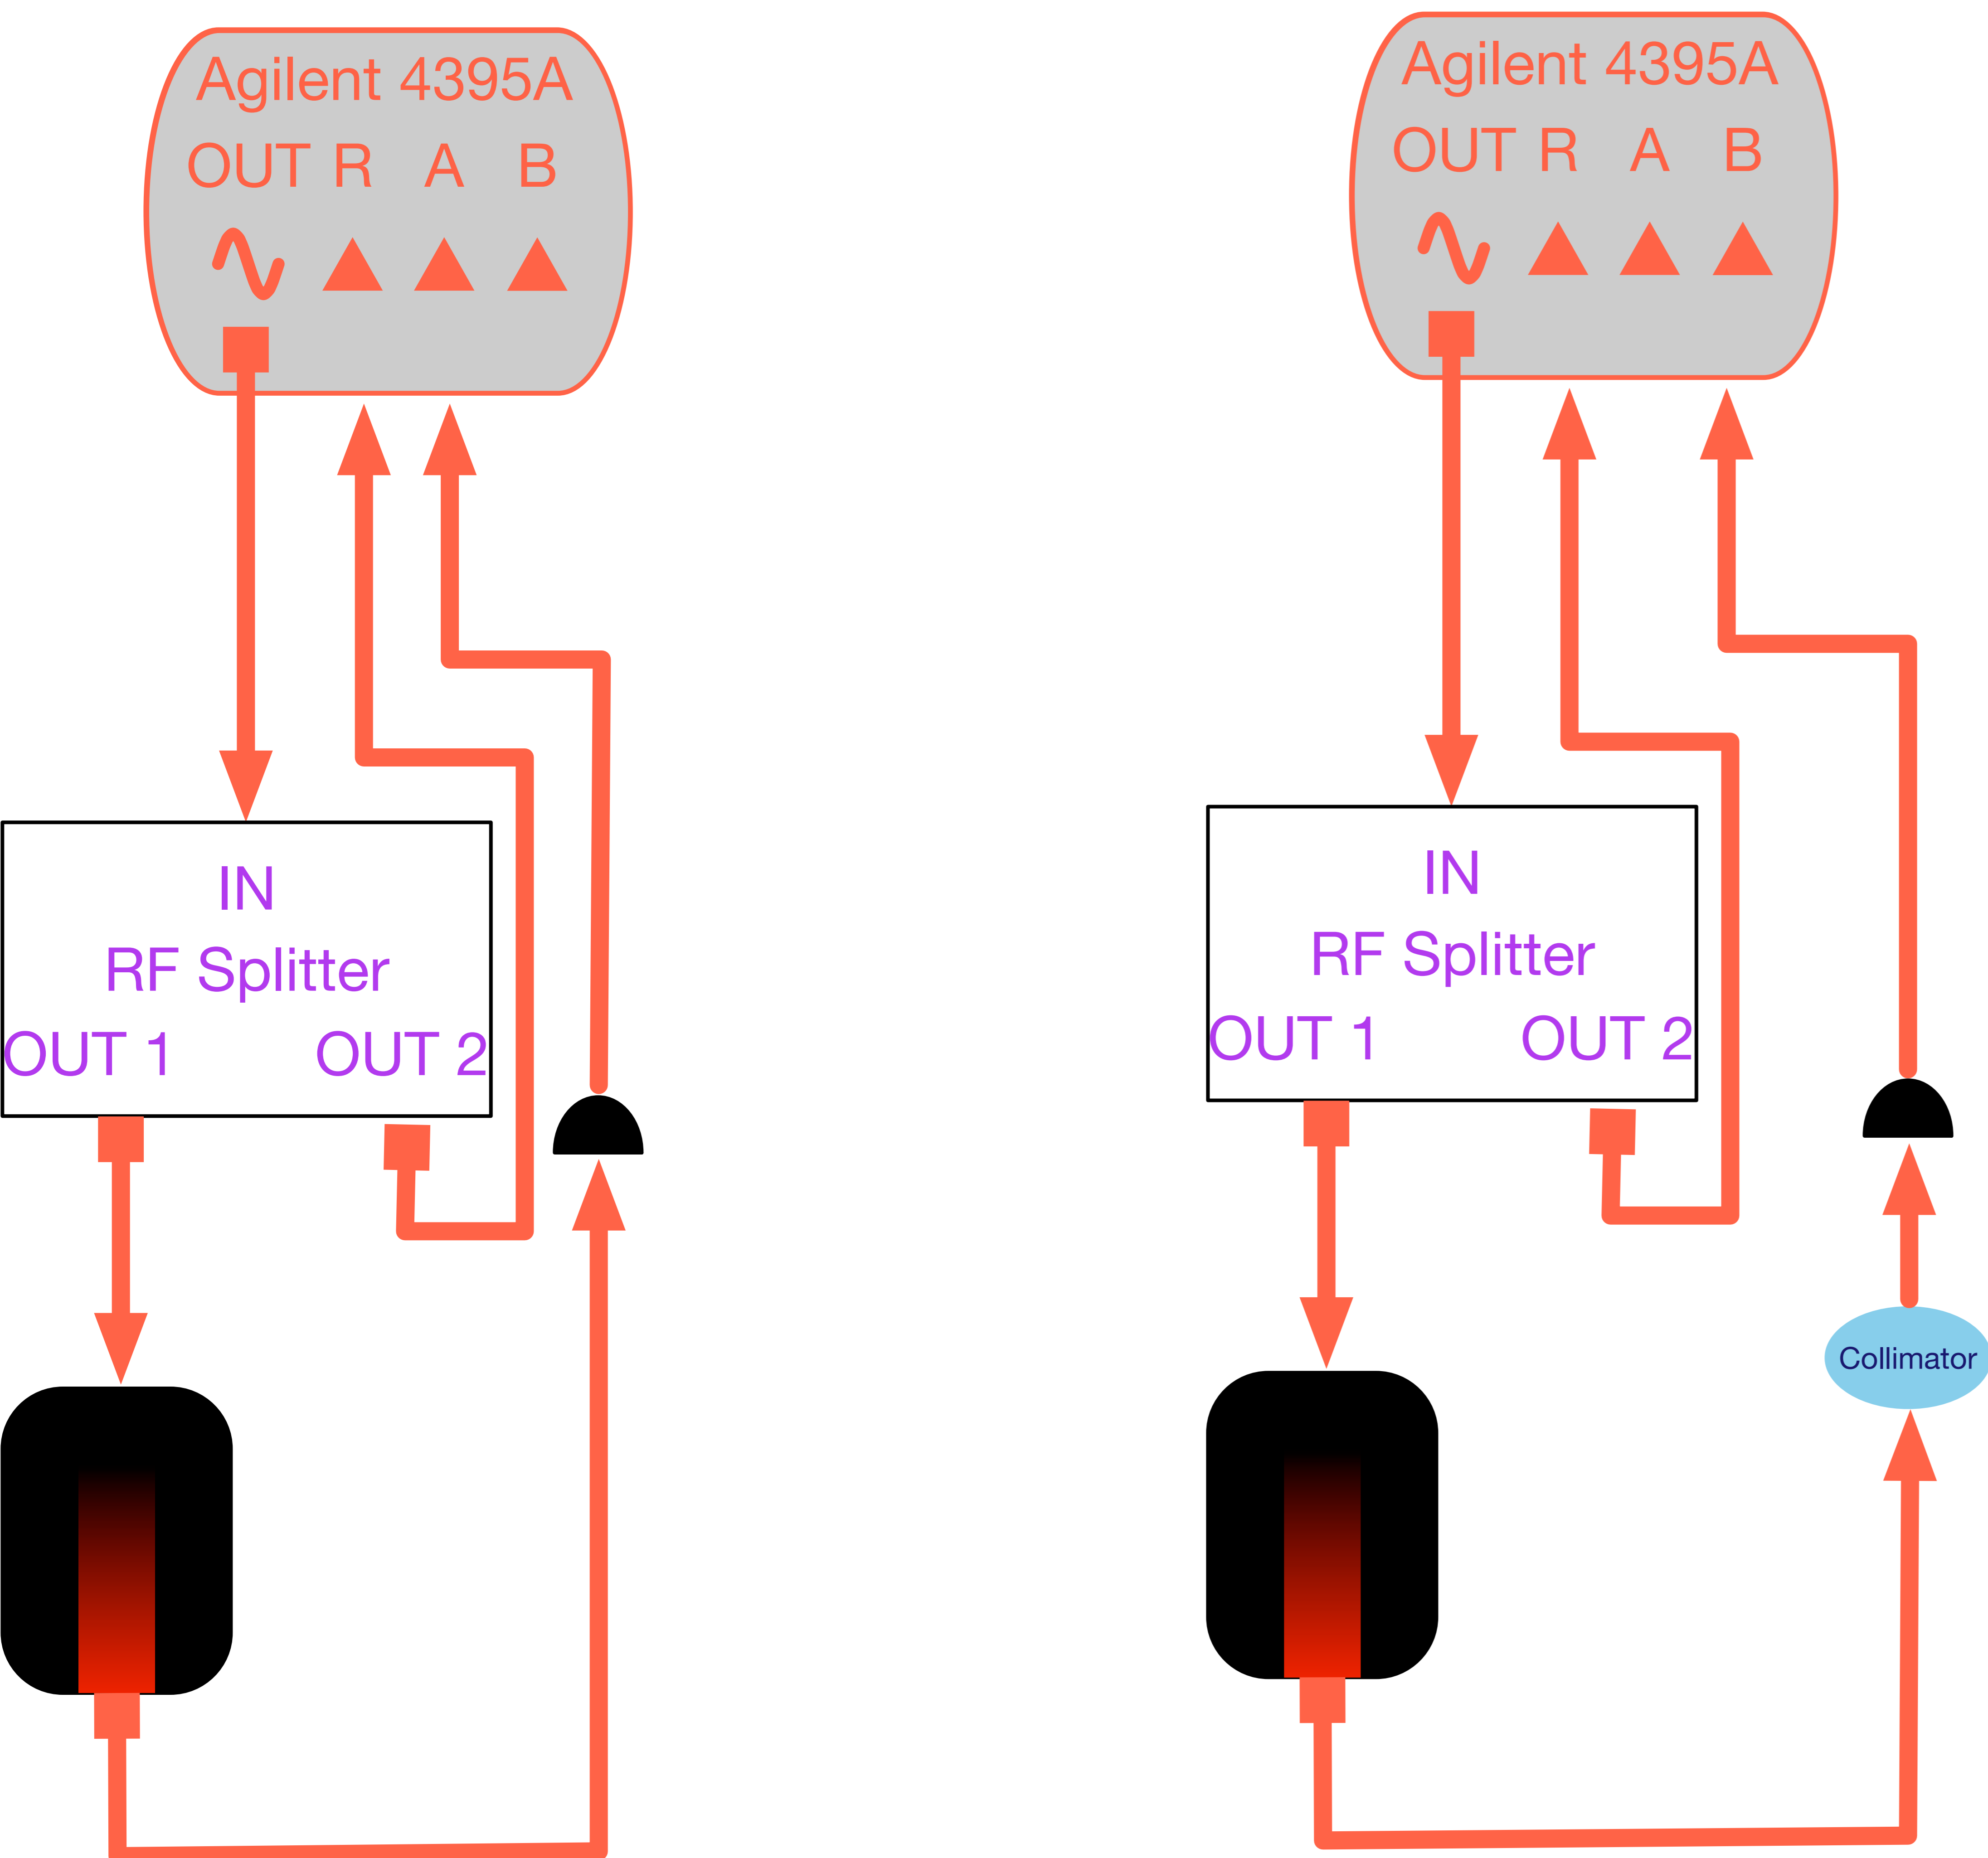 Agilent 4395A
OUT R A B
IN
RF Splitter
OUT 1 OUT 2
Agilent 4395A
OUT R A B
IN
RF Splitter
OUT 1 OUT 2
Collimator